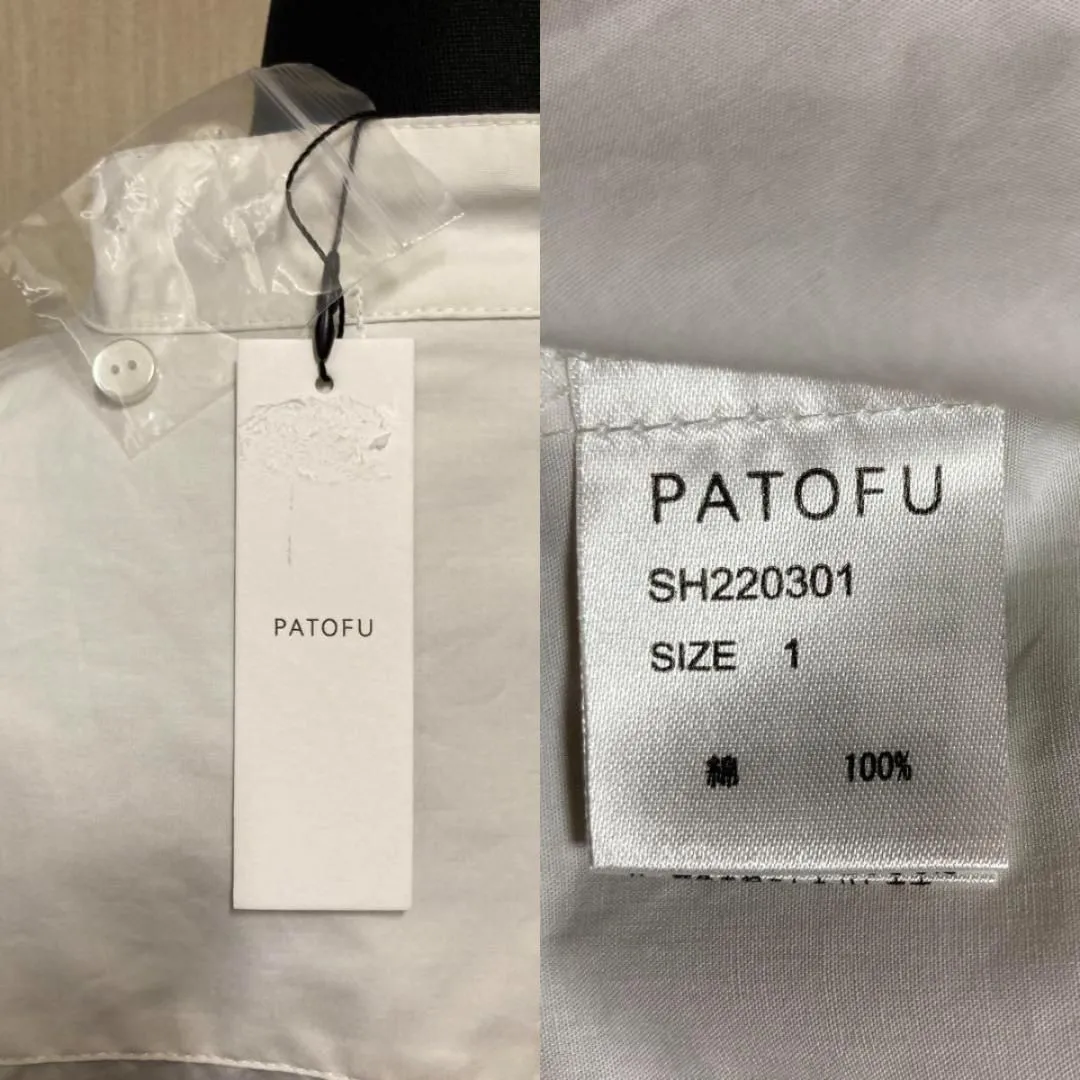 PATOFU
PATOFU
SH220301
SIZE 1
綿 100%